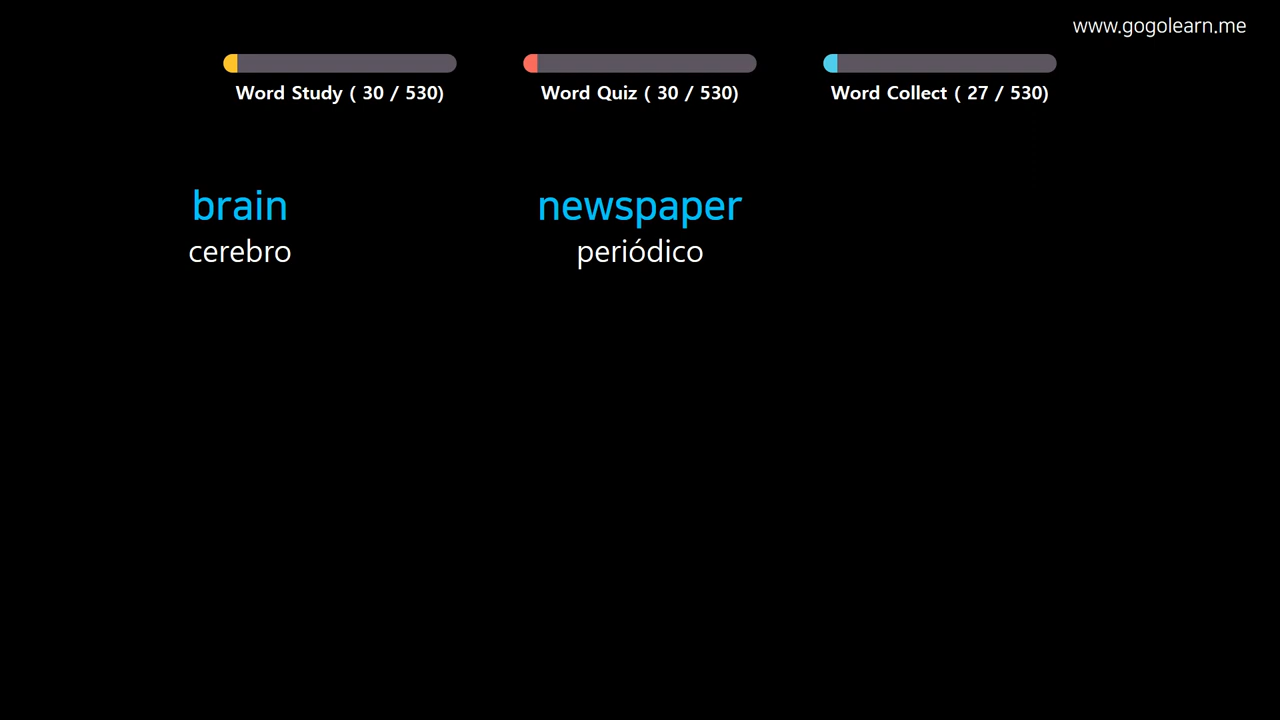 www.gogolearn.me
Word Study ( 30 / 530)
Word Quiz ( 30 / 530)
Word Collect ( 27 / 530)
brain
cerebro
newspaper
periódico